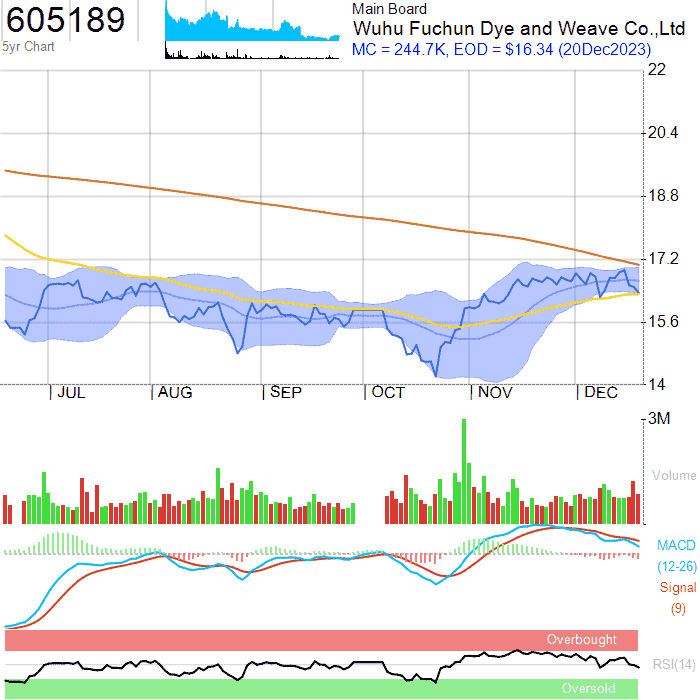 605189
5yr Chart
Main Board
Wuhu Fuchun Dye and Weave Co.,Ltd
MC = 244.7K, EOD = $16.34 (20Dec2023)
22
20.4
18.8
17.2
15.6
14
JUL AUG SEP OCT NOV DEC
3M
Volume
MACD
(12-26)
Signal
(9)
Overbought
RSI(14)
Oversold